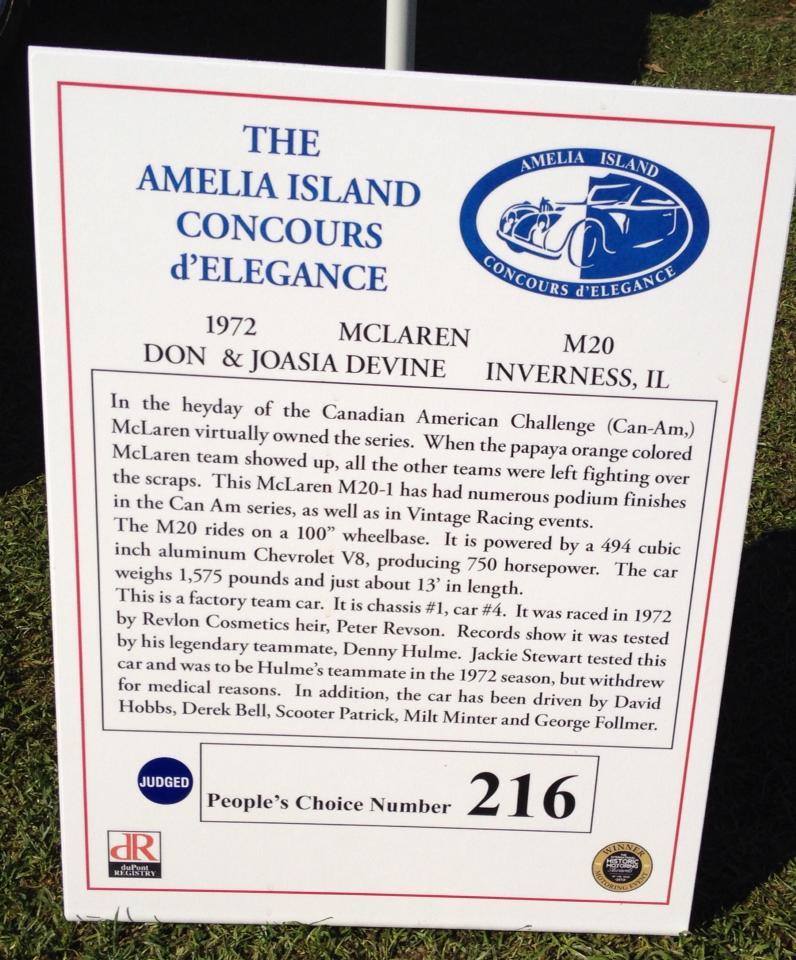 THE
AMELIA ISLAND
CONCOURS
d'ELEGANCE
AMELIA ISLAND
CONCOURS d'ELEGANCE
1972 MCLAREN M20
DON & JOASIA DEVINE INVERNESS, IL
In the heyday of the Canadian American Challenge (Can-Am,)
McLaren virtually owned the series. When the papaya orange colored
McLaren team showed up, all the other teams were left fighting over
the scraps. This McLaren M20-1 has had numerous podium finishes
in the Can Am series, as well as in Vintage Racing events.
The M20 rides on a 100” wheelbase. It is powered by a 494 cubic
inch aluminum Chevrolet V8, producing 750 horsepower. The car
weighs 1,575 pounds and just about 13’ in length.
This is a factory team car. It is chassis #1, car #4. It was raced in 1972
by Revlon Cosmetics heir, Peter Revson. Records show it was tested
by his legendary teammate, Denny Hulme. Jackie Stewart tested this
car and was to be Hulme’s teammate in the 1972 season, but withdrew
for medical reasons. In addition, the car has been driven by David
Hobbs, Derek Bell, Scooter Patrick, Milt Minter and George Follmer.
JUDGED
People’s Choice Number 216
dR
duPont
REGISTRY
WINNER
HISTORIC
MOTORING
MOTORING EVENT